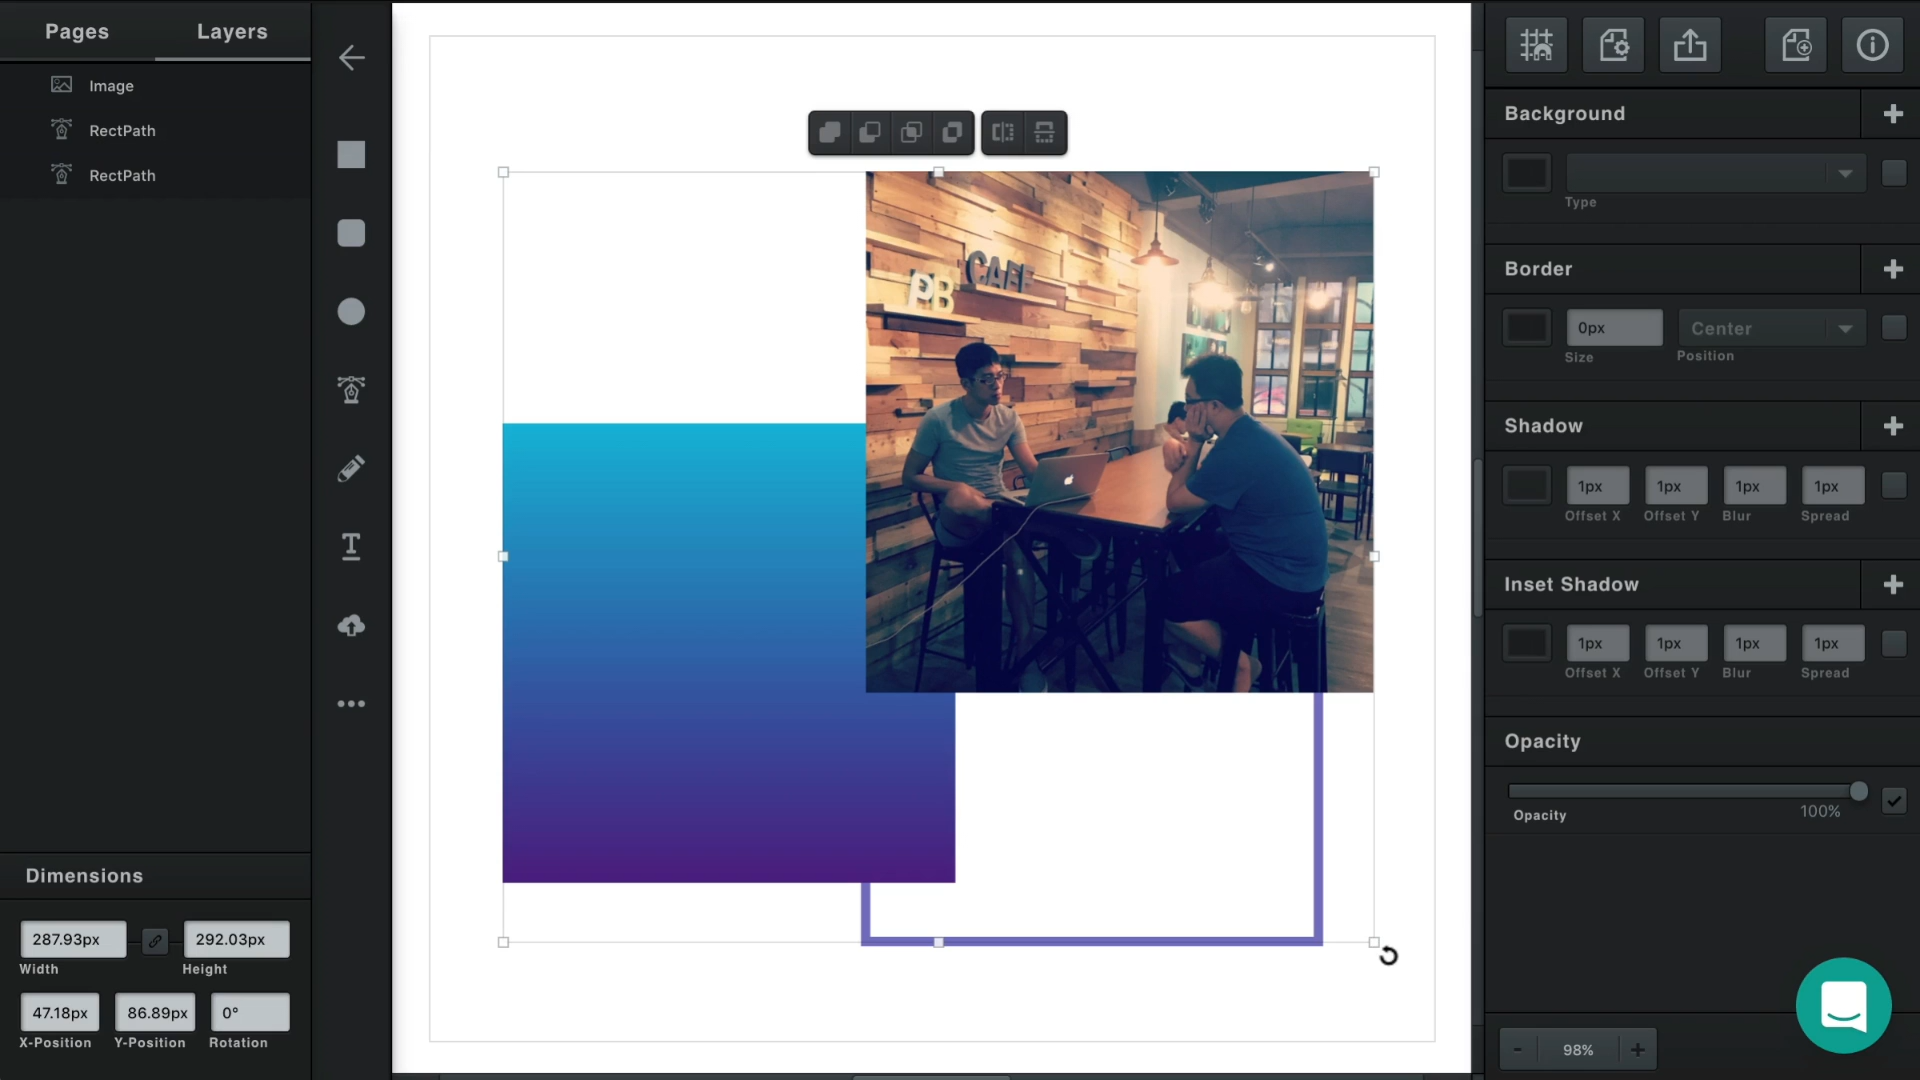 Pages
Layers
Image
RectPath
RectPath
Dimensions
287.93px
292.03px
Width
Height
47.18px
86.89px
0°
X-Position
Y-Position
Rotation
PB
CAFE
Background
Type
Border
0px
Center
Size
Position
Shadow
1px
1px
1px
1px
Offset X
Offset Y
Blur
Spread
Inset Shadow
1px
1px
1px
1px
Offset X
Offset Y
Blur
Spread
Opacity
Opacity
100%
-
98%
+